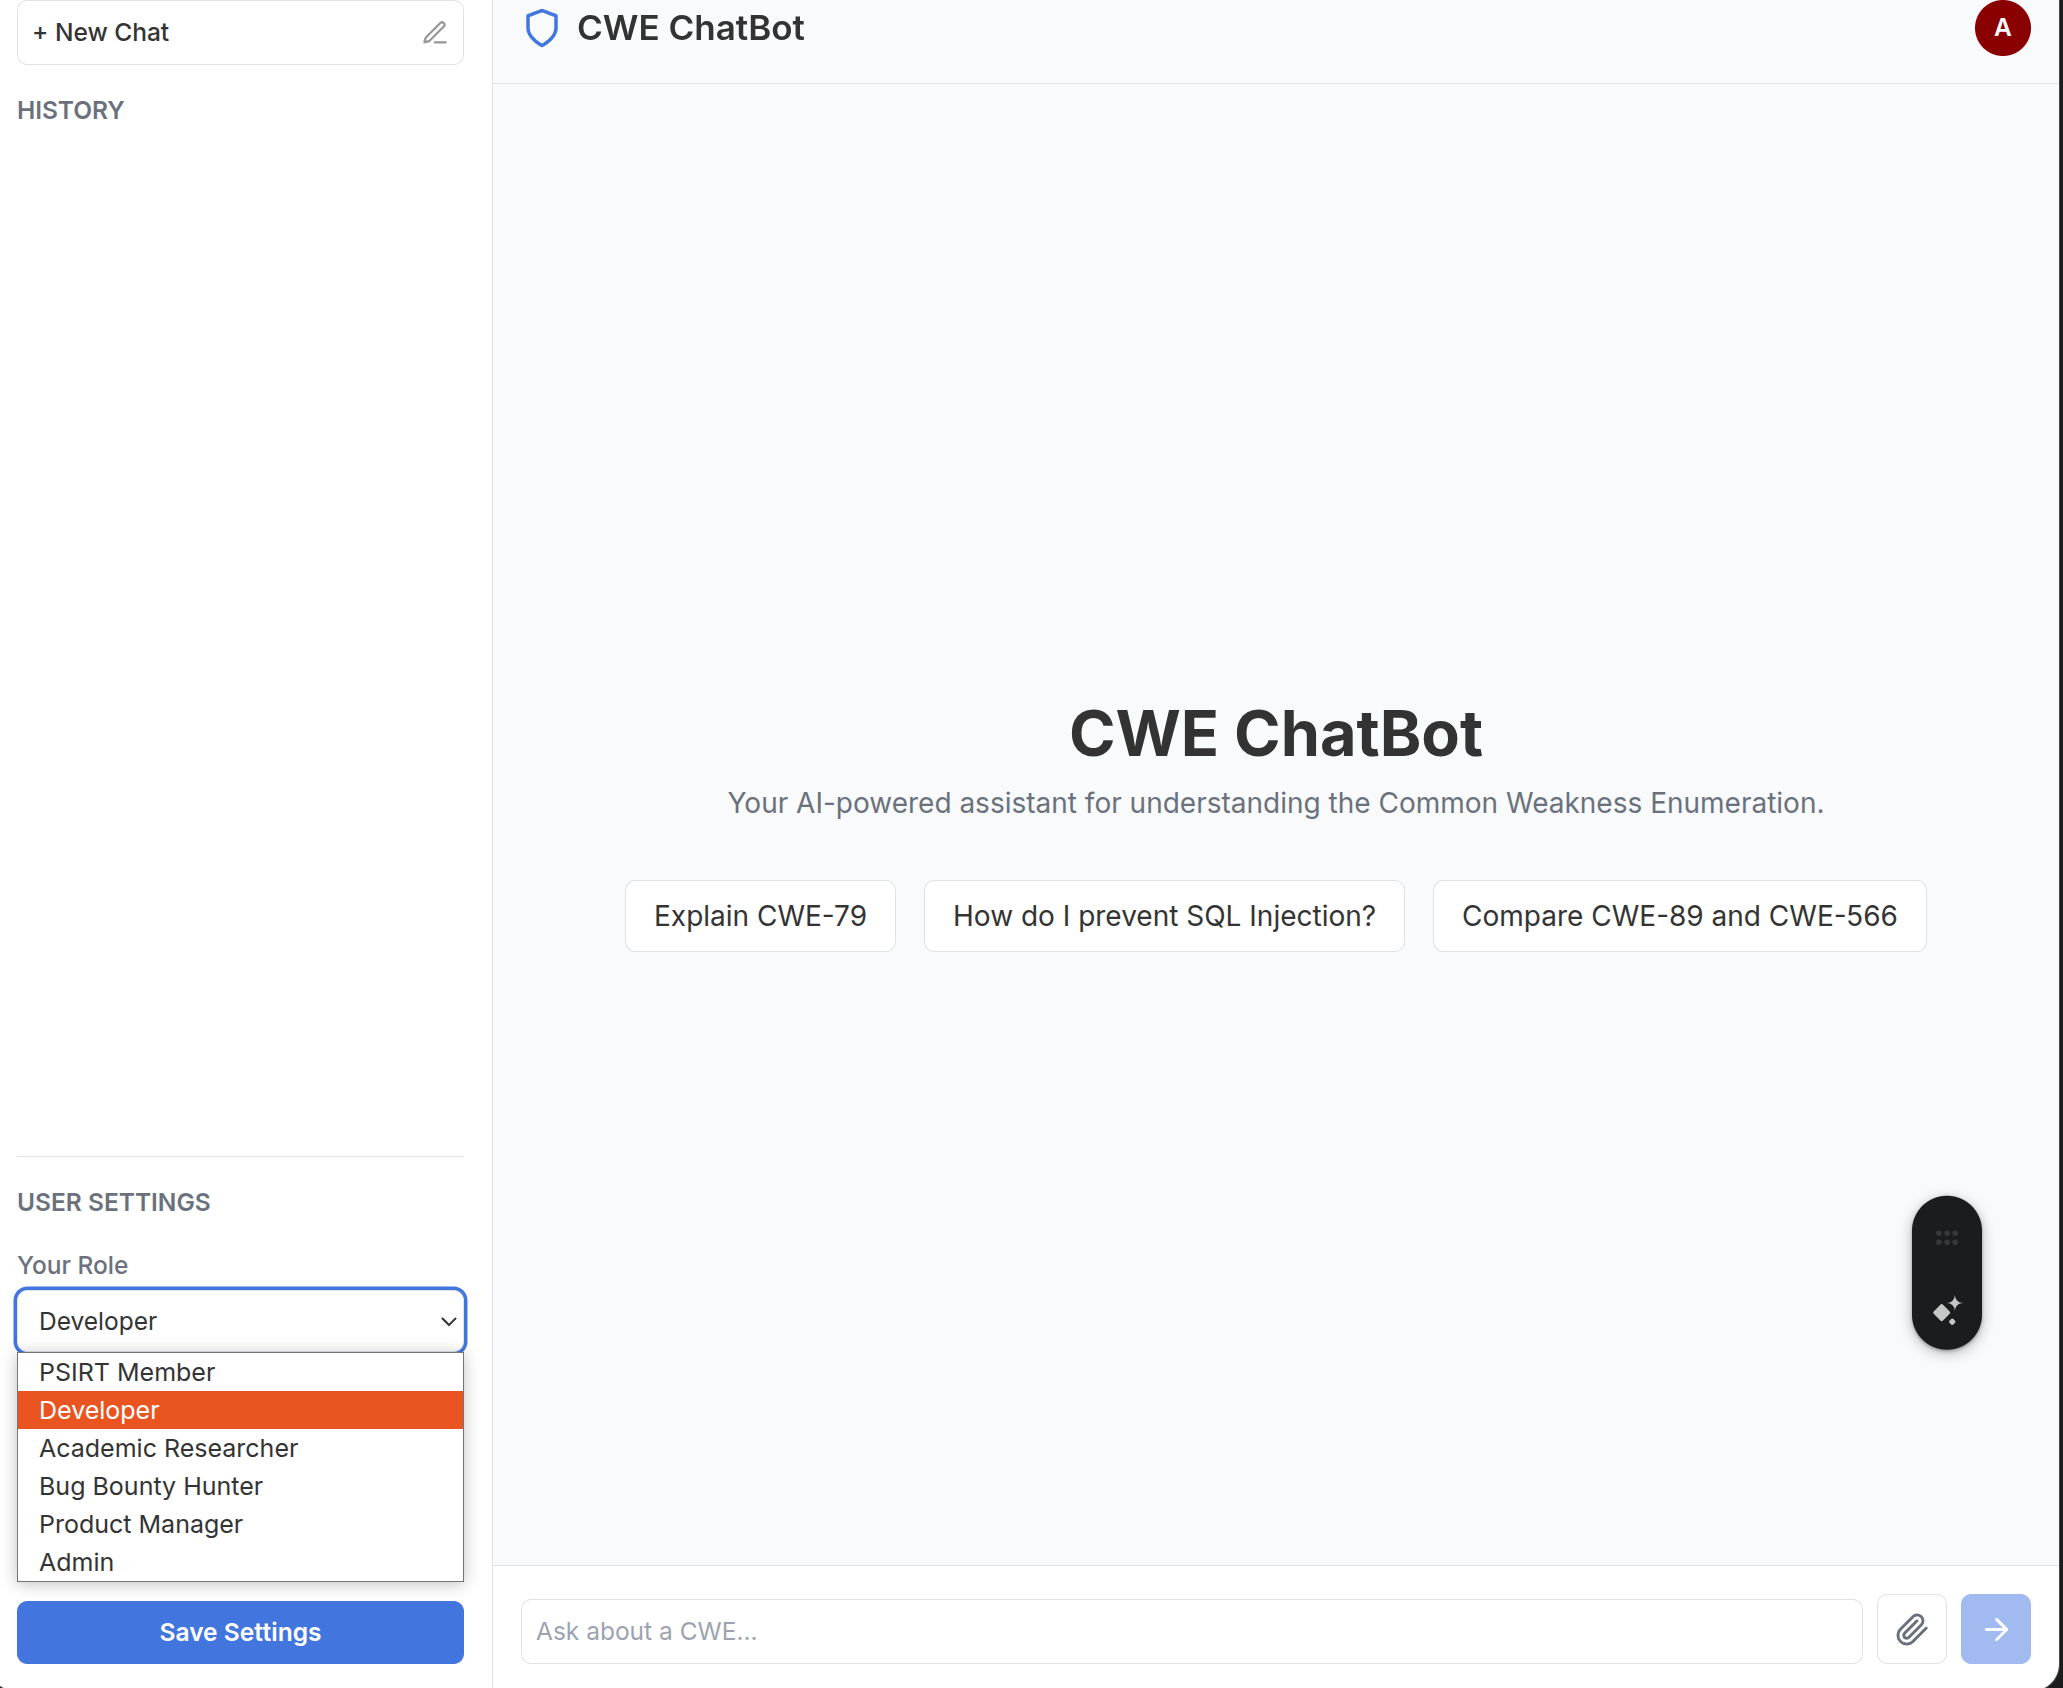 + New Chat
HISTORY
USER SETTINGS
Your Role
Developer
PSIRT Member
Developer
Academic Researcher
Bug Bounty Hunter
Product Manager
Admin
Save Settings
CWE ChatBot
A
CWE ChatBot
Your AI-powered assistant for understanding the Common Weakness Enumeration.
Explain CWE-79
How do I prevent SQL Injection?
Compare CWE-89 and CWE-566
Ask about a CWE...